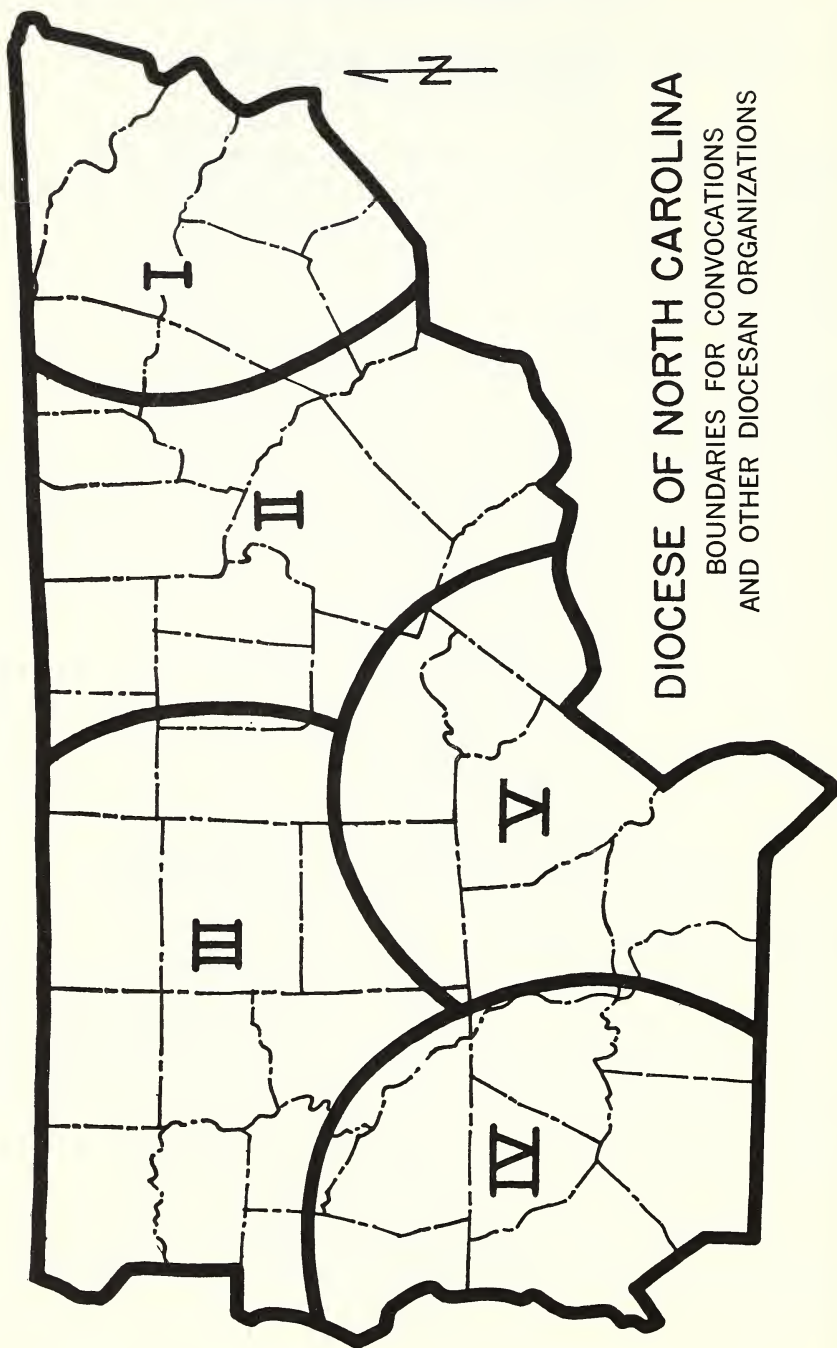 DIOCESE OF NORTH CAROLINA
BOUNDARIES FOR CONVOCATIONS
AND OTHER DIOCESAN ORGANIZATIONS
N
I
II
III
IV
V